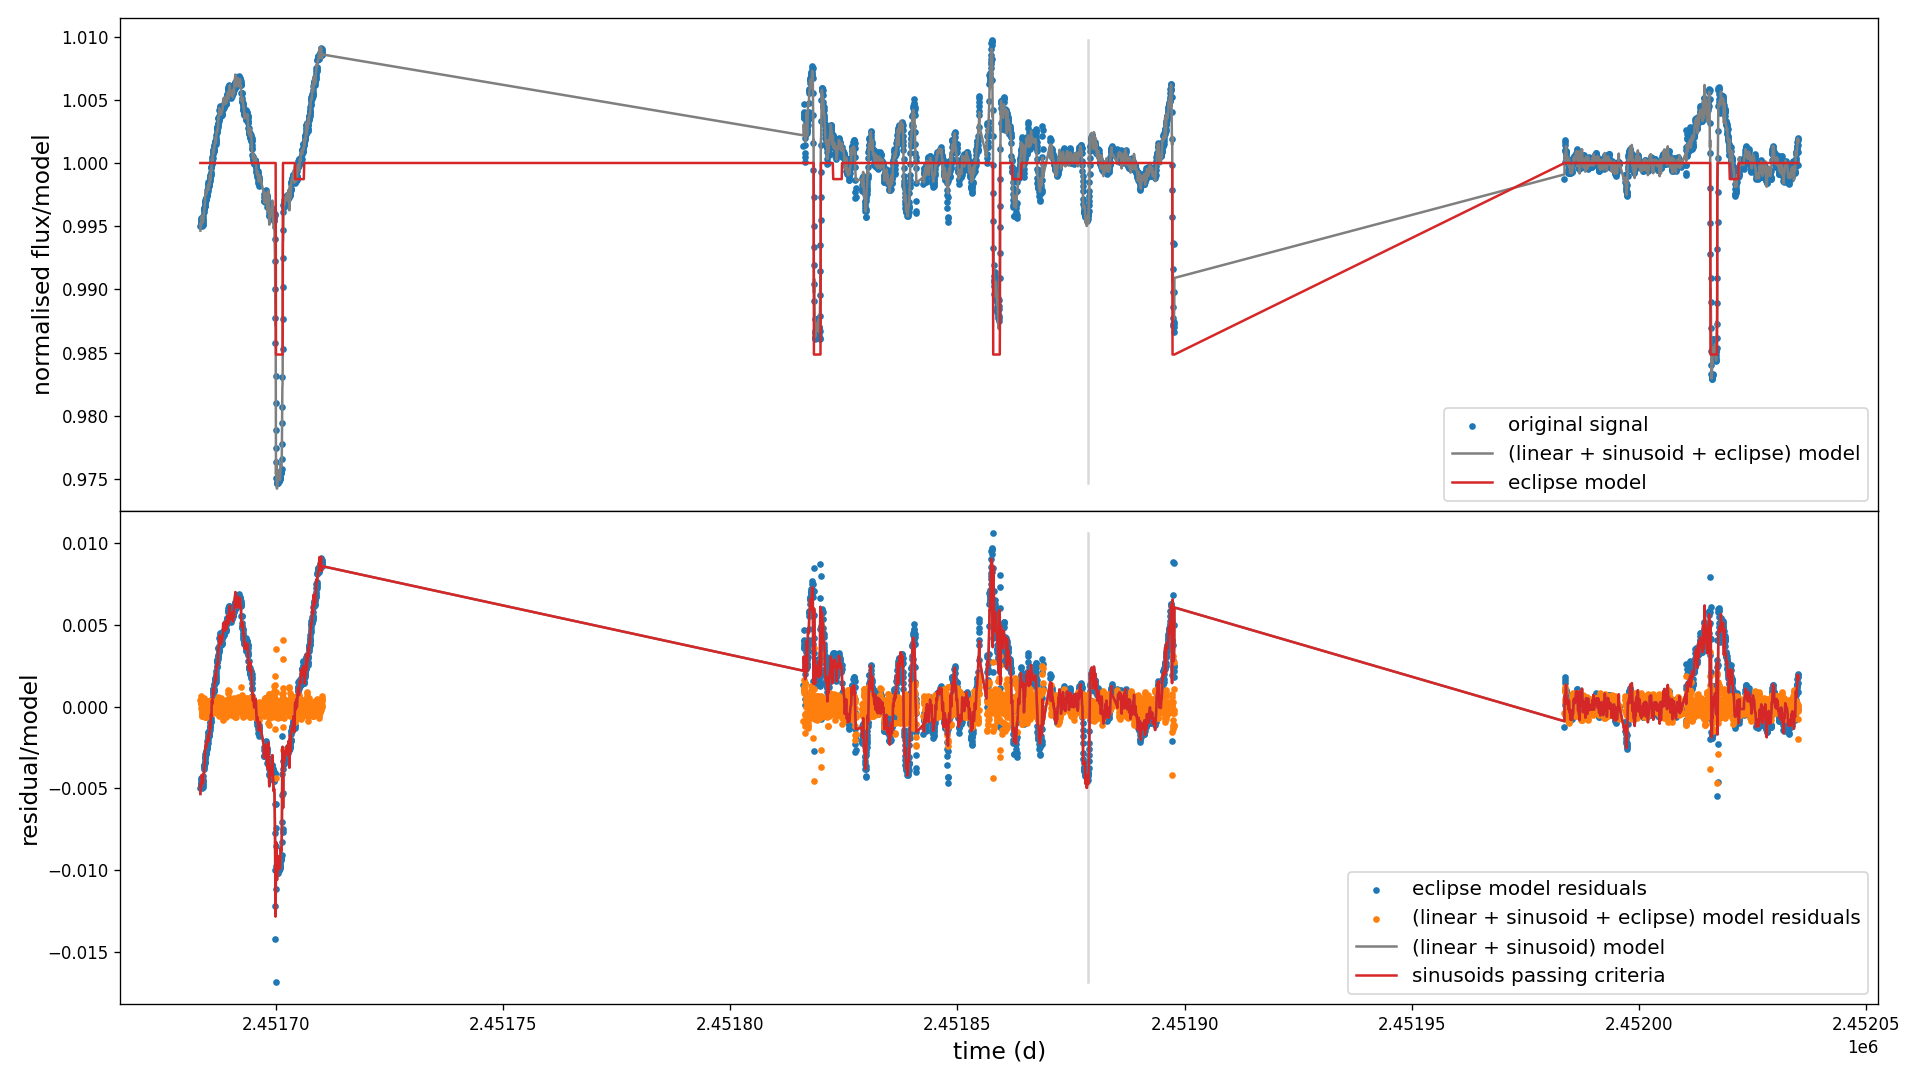 1.010
1.005
1.000
0.995
0.990
0.985
0.980
0.975
normalised flux/model
original signal
(linear + sinusoid + eclipse) model
eclipse model
0.010
0.005
0.000
−0.005
−0.010
−0.015
residual/model
eclipse model residuals
(linear + sinusoid + eclipse) model residuals
(linear + sinusoid) model
sinusoids passing criteria
2.45170 2.45175 2.45180 2.45185 2.45190 2.45195 2.45200 2.45205
1e6
time (d)